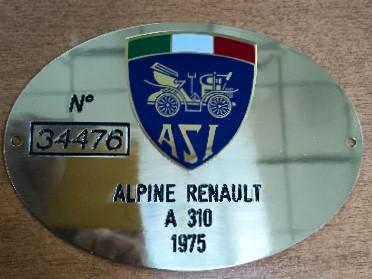 N°
34476
ASI
ALPINE RENAULT
A 310
1975